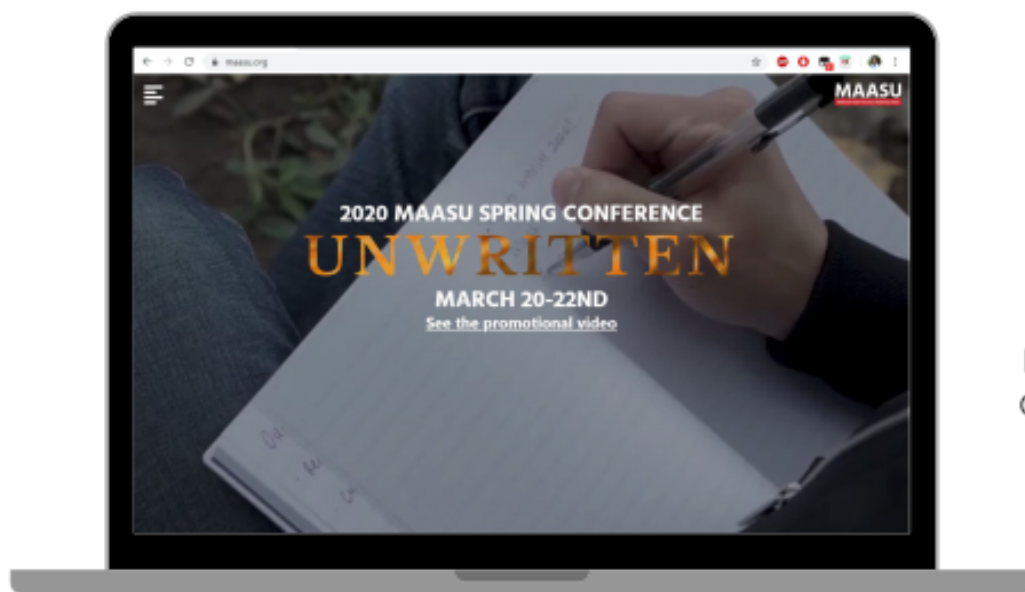 maasu.org
MAASU
2020 MAASU SPRING CONFERENCE
UNWRITTEN
MARCH 20-22ND
See the promotional video